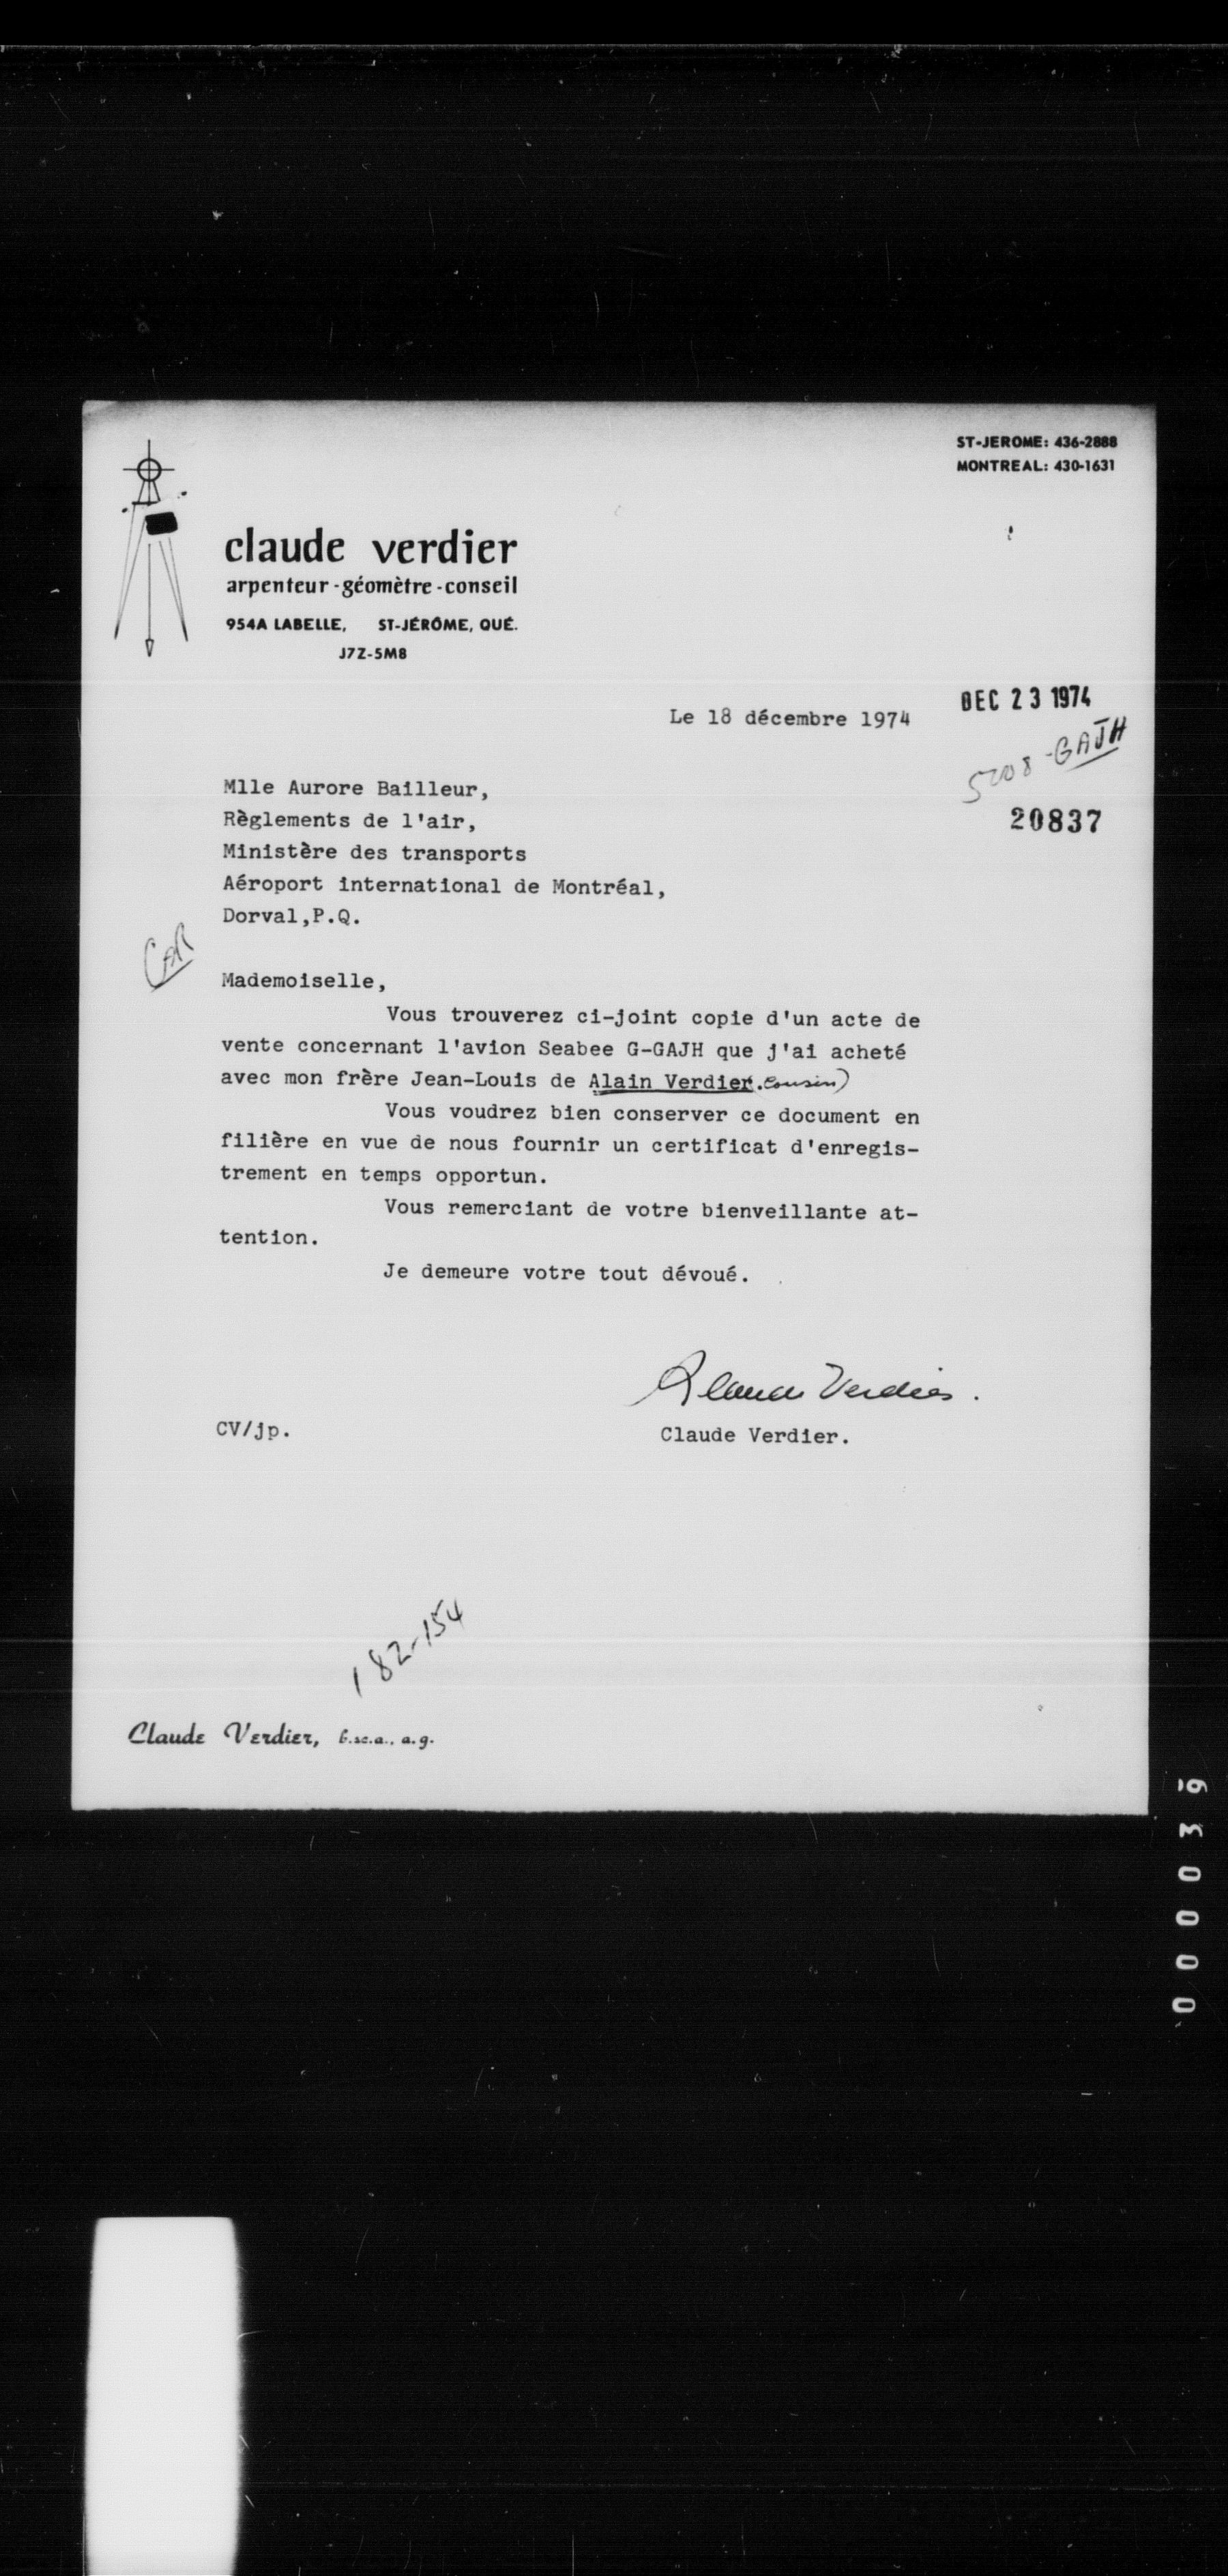 ST-JEROME: 436-2888
MONTREAL: 430-1631
claude verdier
arpenteur-géomètre-conseil
954A LABELLE, ST-JÉRÔME, QUÉ.
J7Z-5M8
DEC 23 1974
Le 18 décembre 1974
5008-GAJH
20837
Mlle Aurore Bailleur,
Règlements de l'air,
Ministère des transports
Aéroport international de Montréal,
Dorval,P.Q.
Mademoiselle,
Vous trouverez ci-joint copie d'un acte de
vente concernant l'avion Seabee G-GAJH que j'ai acheté
avec mon frère Jean-Louis de Alain Verdier. cousin)
Vous voudrez bien conserver ce document en
filière en vue de nous fournir un certificat d'enregis-
trement en temps opportun.
Vous remerciant de votre bienveillante at-
tention.
Je demeure votre tout dévoué.
Claude Verdier.
CV/jp.
Claude Verdier.
182-154
Claude Verdier, b.sc.a., a.g.
000039